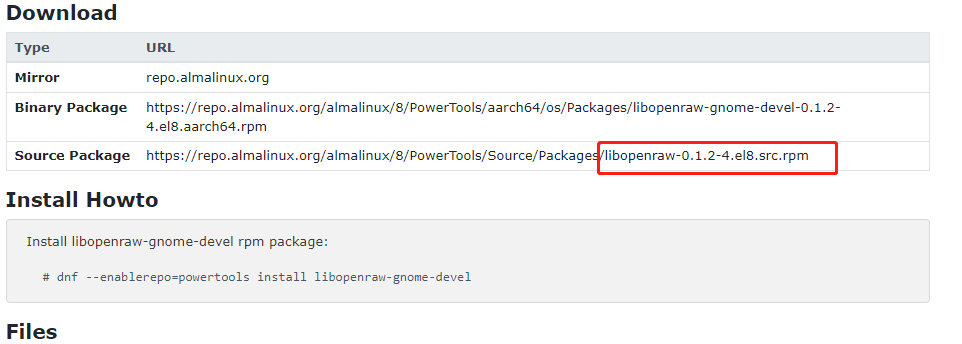 Download
Type URL
Mirror repo.almalinux.org
Binary Package https://repo.almalinux.org/almalinux/8/PowerTools/aarch64/os/Packages/libopenraw-gnome-devel-0.1.2-
4.el8.aarch64.rpm
Source Package https://repo.almalinux.org/almalinux/8/PowerTools/Source/Packages/libopenraw-0.1.2-4.el8.src.rpm
Install Howto
Install libopenraw-gnome-devel rpm package:
# dnf --enablerepo=powertools install libopenraw-gnome-devel
Files